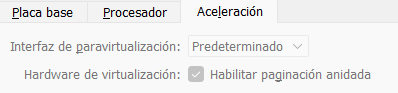 Placa base Procesador Aceleración
Interfaz de paravirtualización: Predeterminado
Hardware de virtualización: Habilitar paginación anidada